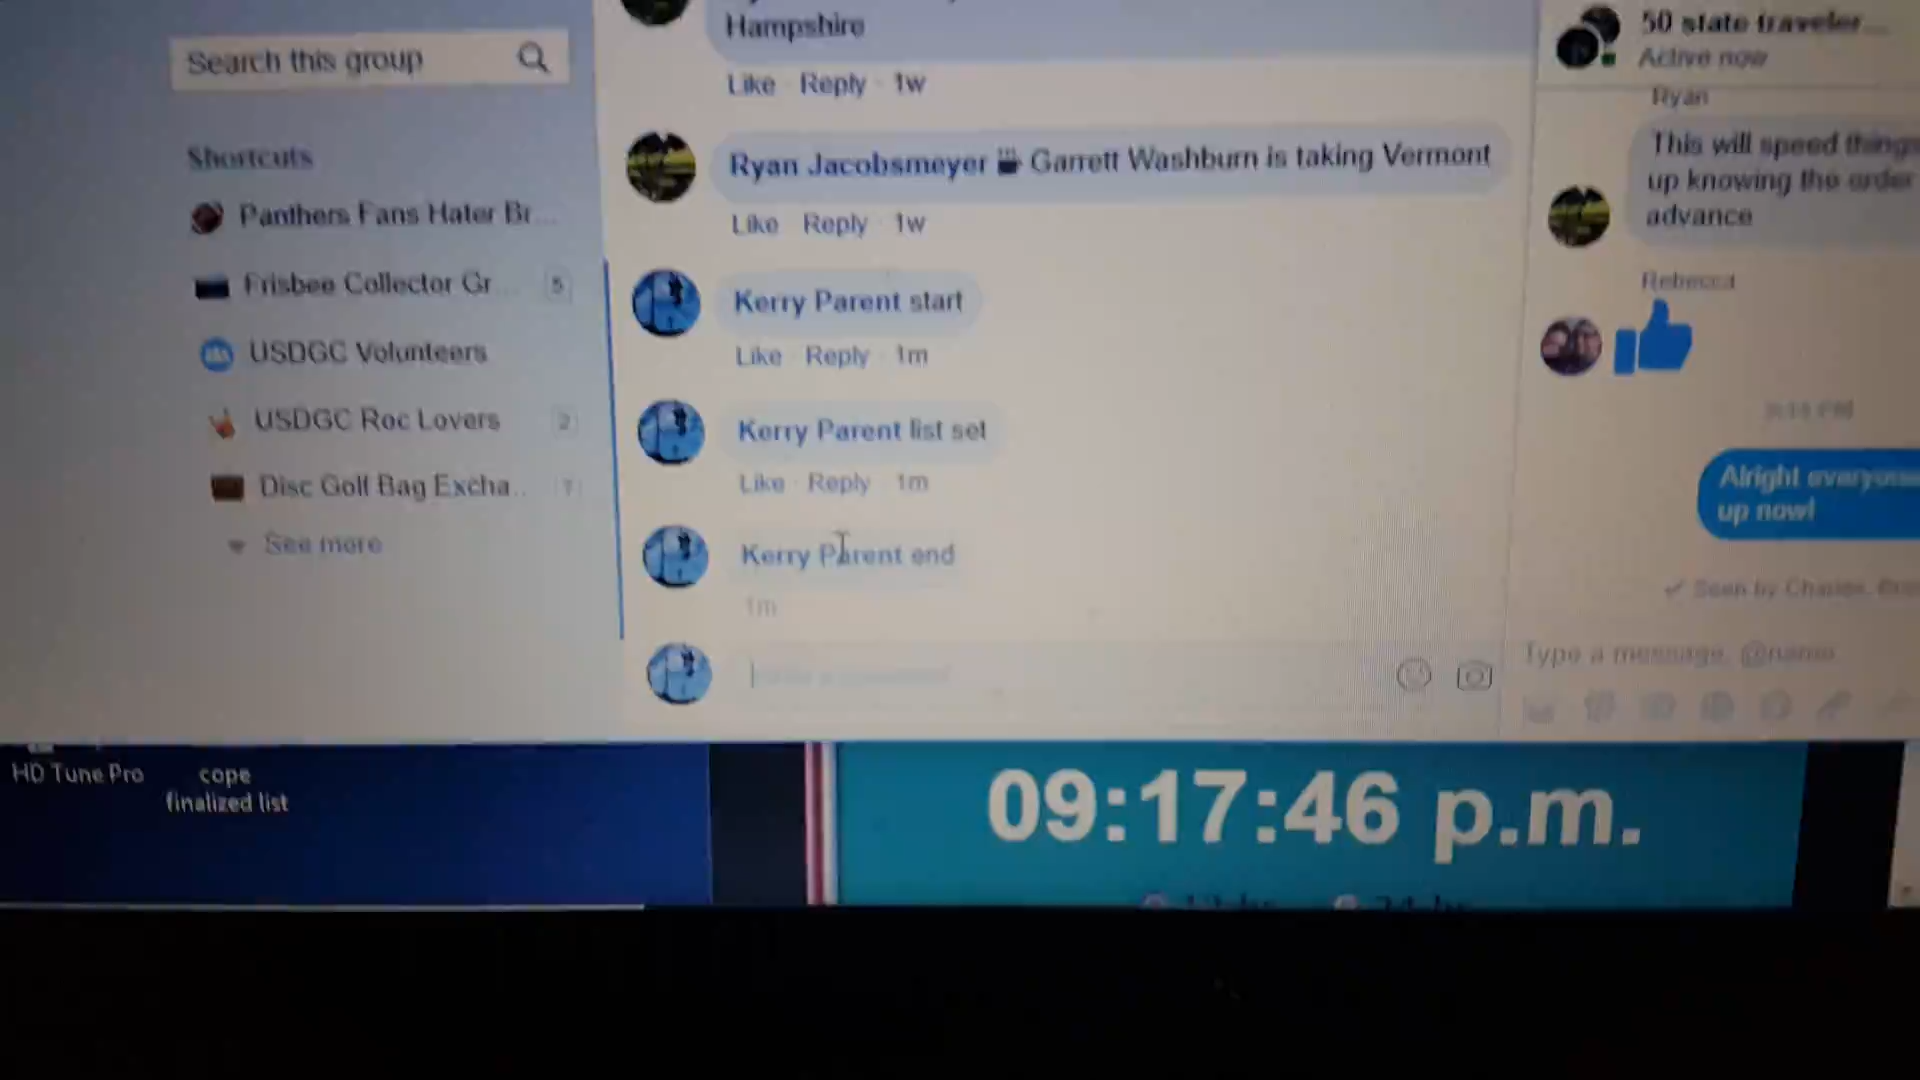 Search this group
Shortcuts
Panthers Fans Hater Br...
Frisbee Collector Gr... 5
USDGC Volunteers
USDGC Roc Lovers 2
Disc Golf Bag Excha... 7
See more
Hampshire
Like · Reply · 1w
Ryan Jacobsmeyer Garrett Washburn is taking Vermont
Like Reply 1w
Kerry Parent start
Like · Reply · 1m
Kerry Parent list set
Like · Reply · 1m
Kerry Parent end
1m
50 state traveler...
Active now
Ryan
This will speed things
up knowing the order
advance
Rebecca
Alright everyone
up now!
Seen by
Type a message, @name
HD Tune Pro
cope
finalized list
09:17:46 p.m.